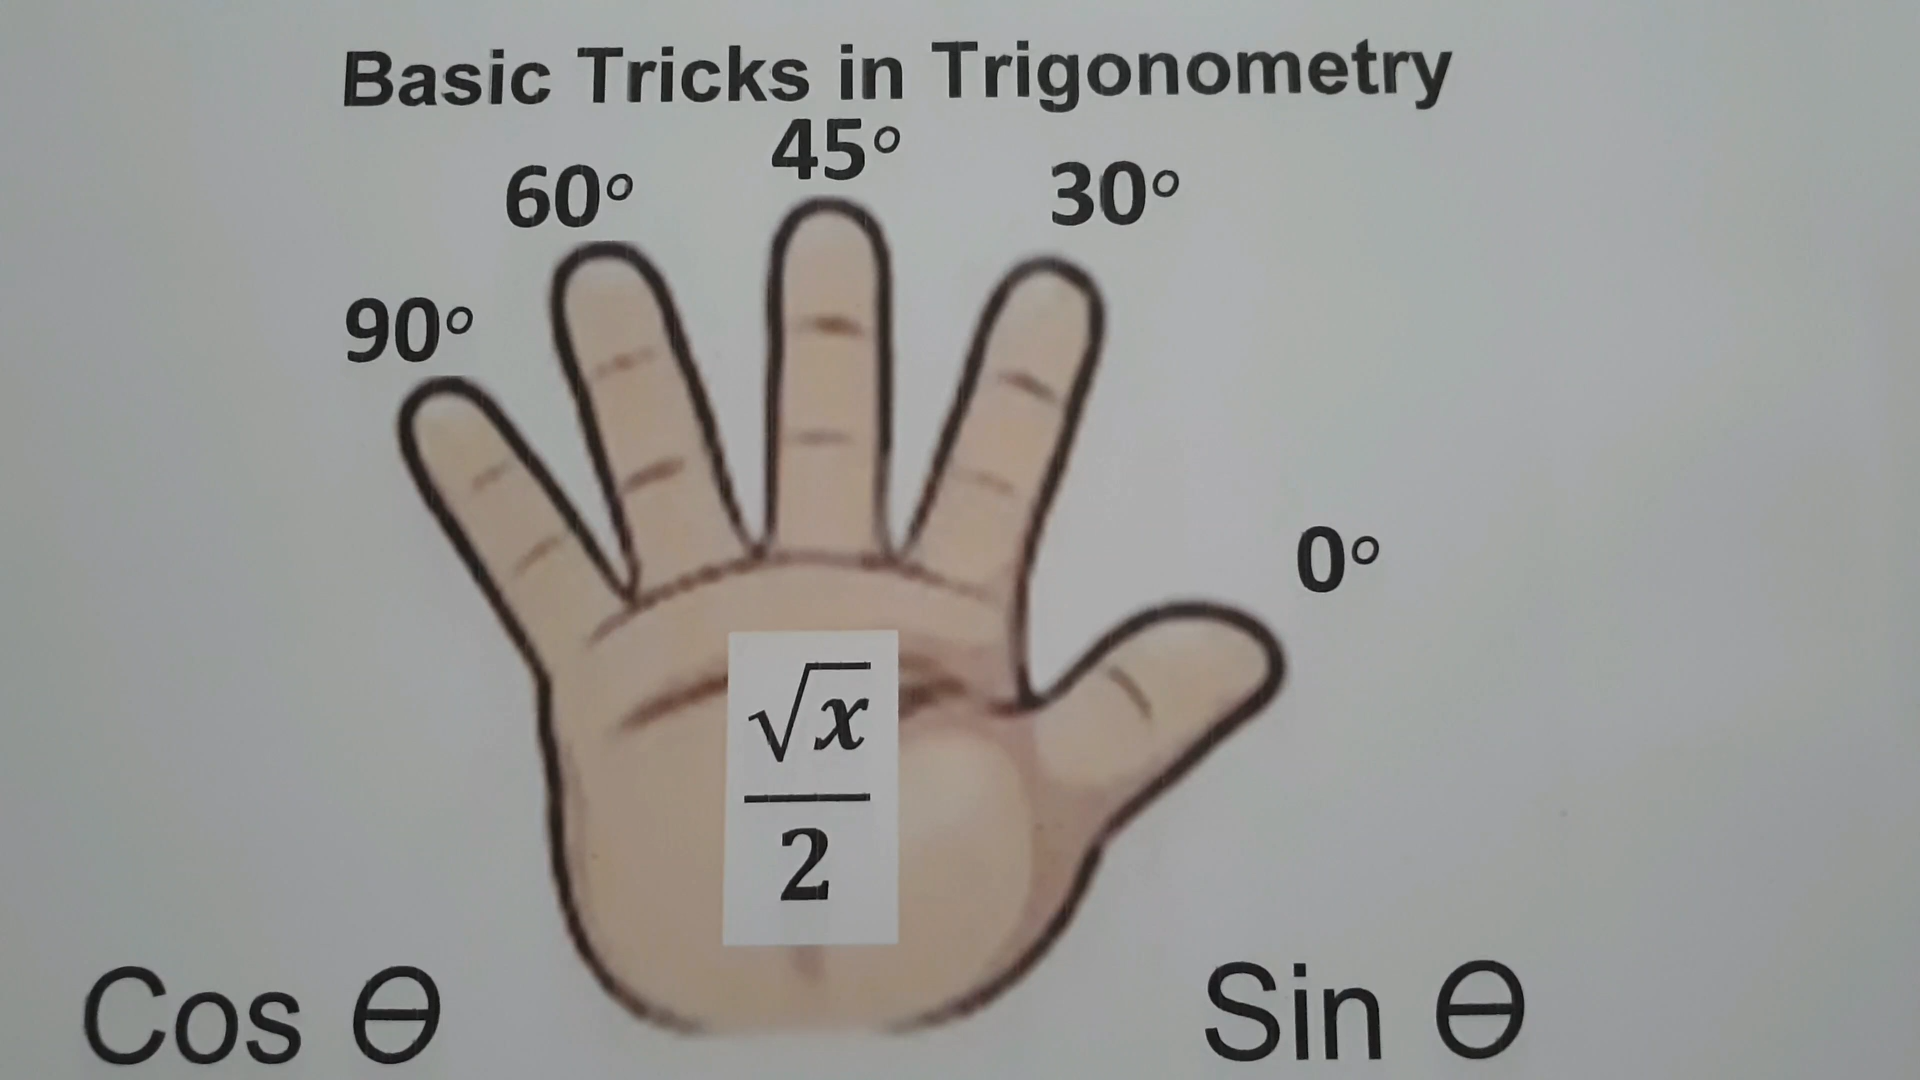 Basic Tricks in Trigonometry
45°
60°
30°
90°
0°
√x
2
Cos Θ
Sin Θ